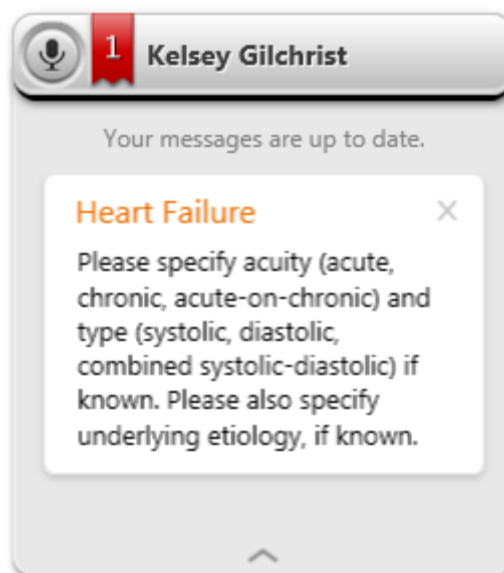 1 Kelsey Gilchrist
Your messages are up to date.
Heart Failure
Please specify acuity (acute,
chronic, acute-on-chronic) and
type (systolic, diastolic,
combined systolic-diastolic) if
known. Please also specify
underlying etiology, if known.